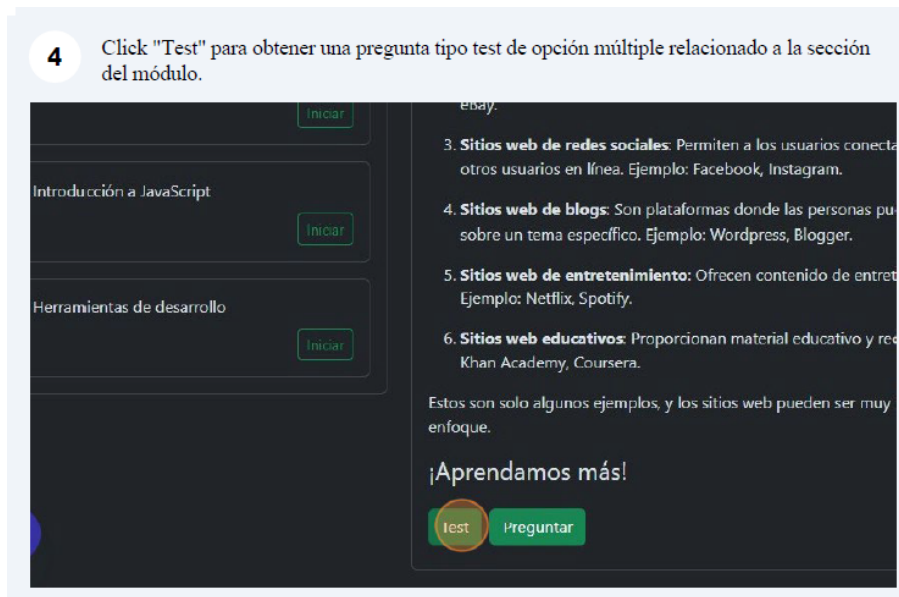 4
Click "Test" para obtener una pregunta tipo test de opción múltiple relacionado a la sección
del módulo.
Iniciar
Introducción a JavaScript
Iniciar
Herramientas de desarrollo
Iniciar
eBay.
3. Sitios web de redes sociales: Permiten a los usuarios conecta
otros usuarios en línea. Ejemplo: Facebook, Instagram.
4. Sitios web de blogs: Son plataformas donde las personas pu
sobre un tema específico. Ejemplo: Wordpress, Blogger.
5. Sitios web de entretenimiento: Ofrecen contenido de entret
Ejemplo: Netflix, Spotify.
6. Sitios web educativos: Proporcionan material educativo y rec
Khan Academy, Coursera.
Estos son solo algunos ejemplos, y los sitios web pueden ser muy
enfoque.
¡Aprendamos más!
Test Preguntar